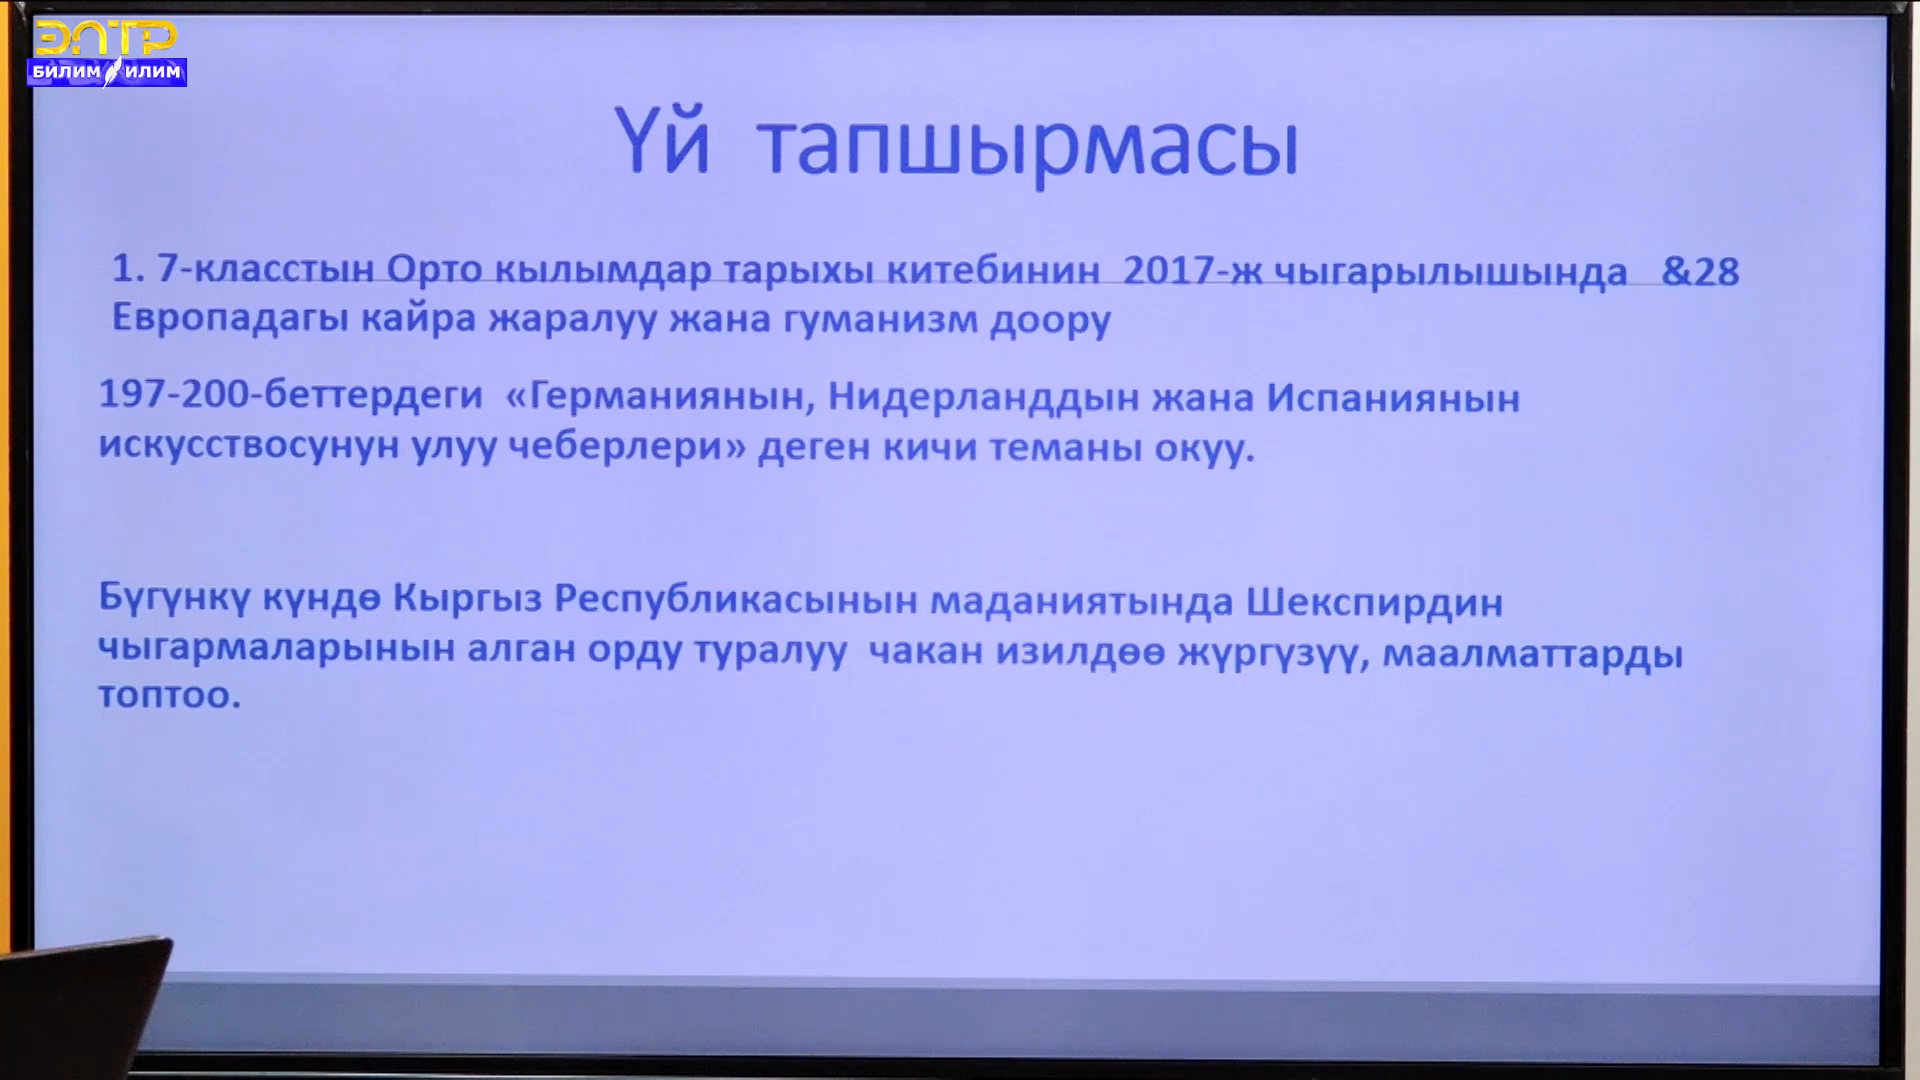 ЭЛТР
БИЛИМ ИЛИМ
Үй тапшырмасы
1. 7-класстын Орто кылымдар тарыхы китебинин 2017-ж чыгарылышында &28
Европадагы кайра жаралуу жана гуманизм доору
197-200-беттердеги «Германиянын, Нидерланддын жана Испаниянын
искусствосунун улуу чеберлери» деген кичи теманы окуу.
Бүгүнкү күндө Кыргыз Республикасынын маданиятында Шекспирдин
чыгармаларынын алган орду туралуу чакан изилдөө жүргүзүү, маалматтарды
топтоо.